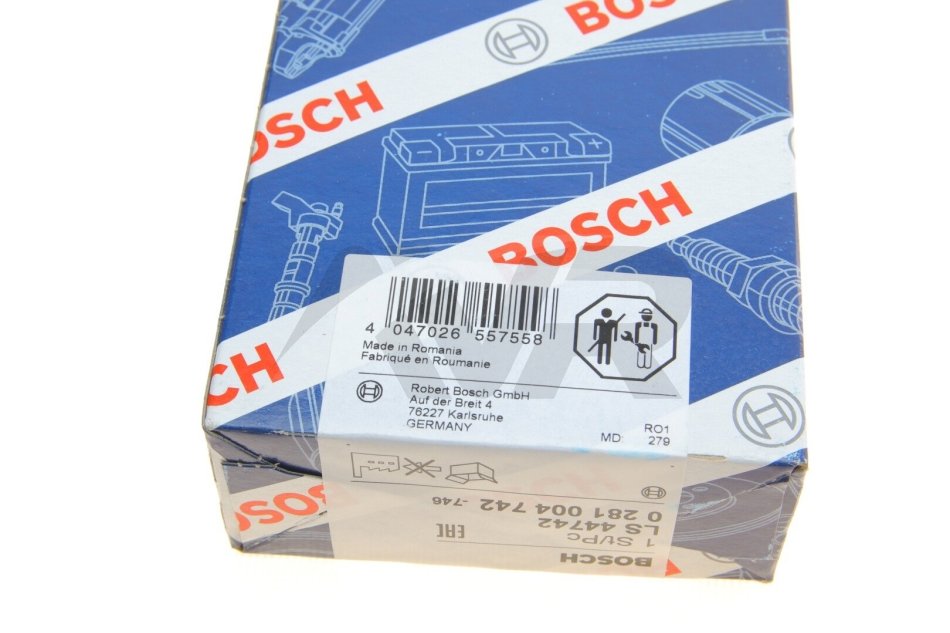 BOSCH
BOSCH
BOSCH
BOSCH
4 047026 557558
Made in Romania
Fabriqué en Roumanie
Robert Bosch GmbH
Auf der Breit 4
76227 Karlsruhe
GERMANY
RO1
MD: 279
BOSCH
BOSCH
1 St/Pc
LS 44742
0 281 004 742 -746
EAC
AVR